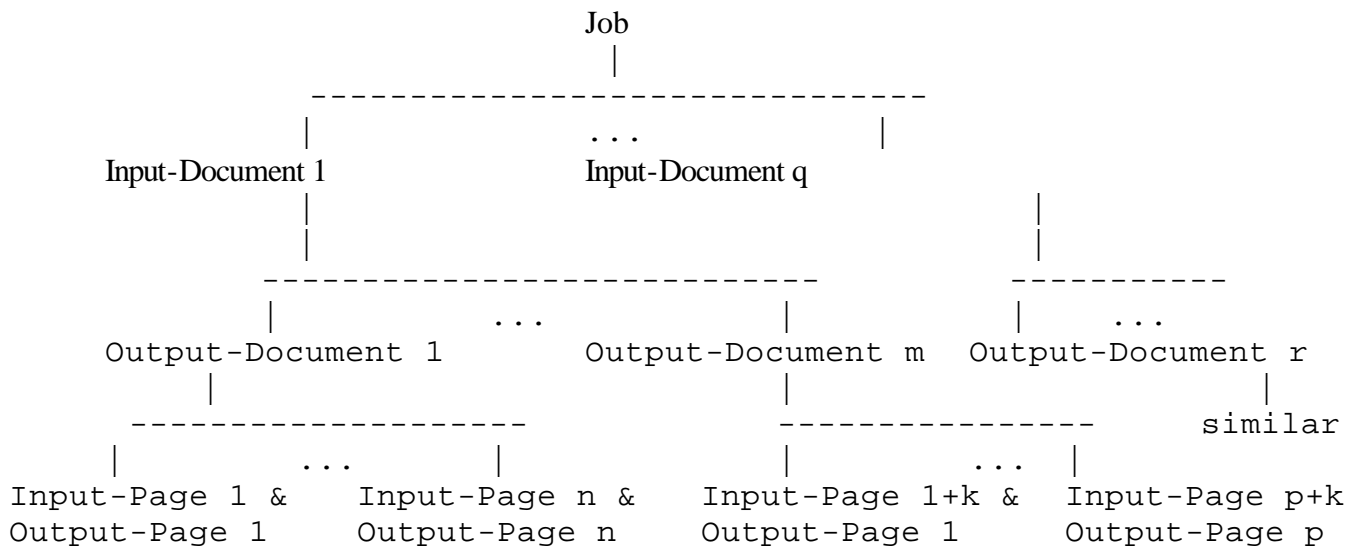 Job
...
Input-Document 1 Input-Document q
... ...
Output-Document 1 Output-Document m Output-Document r
similar
... ...
Input-Page 1 & Input-Page n & Input-Page 1+k & Input-Page p+k
Output-Page 1 Output-Page n Output-Page 1 Output-Page p